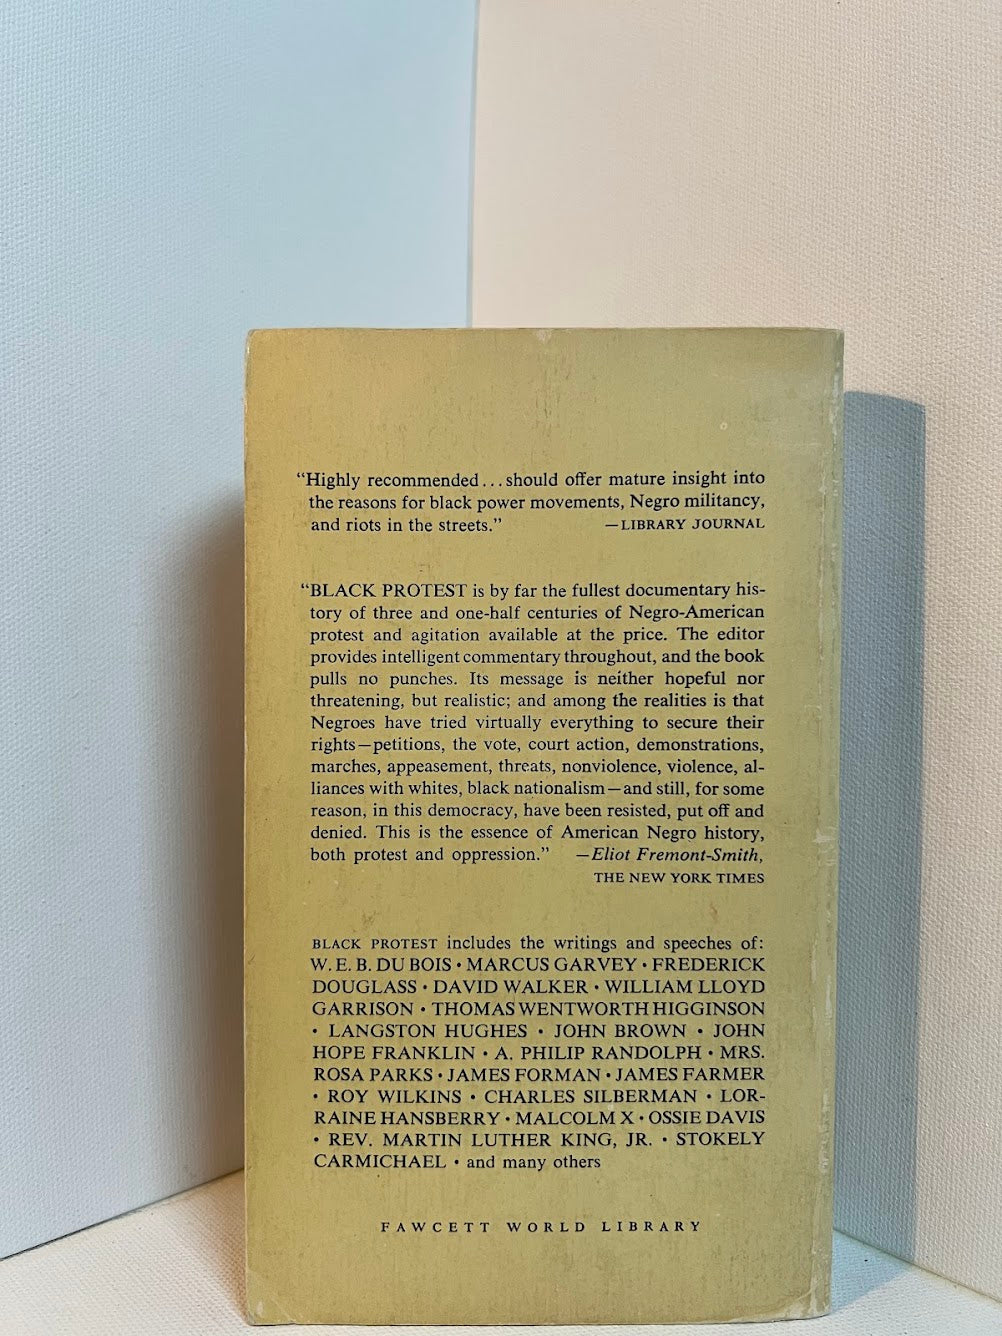 “Highly recommended...should offer mature insight into
the reasons for black power movements, Negro militancy,
and riots in the streets.” —LIBRARY JOURNAL
“BLACK PROTEST is by far the fullest documentary his-
tory of three and one-half centuries of Negro-American
protest and agitation available at the price. The editor
provides intelligent commentary throughout, and the book
pulls no punches. Its message is neither hopeful nor
threatening, but realistic; and among the realities is that
Negroes have tried virtually everything to secure their
rights—petitions, the vote, court action, demonstrations,
marches, appeasement, threats, nonviolence, violence, al-
liances with whites, black nationalism—and still, for some
reason, in this democracy, have been resisted, put off and
denied. This is the essence of American Negro history,
both protest and oppression.” —Eliot Fremont-Smith,
THE NEW YORK TIMES
BLACK PROTEST includes the writings and speeches of:
W. E. B. DU BOIS • MARCUS GARVEY • FREDERICK
DOUGLASS • DAVID WALKER • WILLIAM LLOYD
GARRISON • THOMAS WENTWORTH HIGGINSON
• LANGSTON HUGHES • JOHN BROWN • JOHN
HOPE FRANKLIN • A. PHILIP RANDOLPH • MRS.
ROSA PARKS • JAMES FORMAN • JAMES FARMER
• ROY WILKINS • CHARLES SILBERMAN • LOR-
RAINE HANSBERRY • MALCOLM X • OSSIE DAVIS
• REV. MARTIN LUTHER KING, JR. • STOKELY
CARMICHAEL • and many others
FAWCETT WORLD LIBRARY